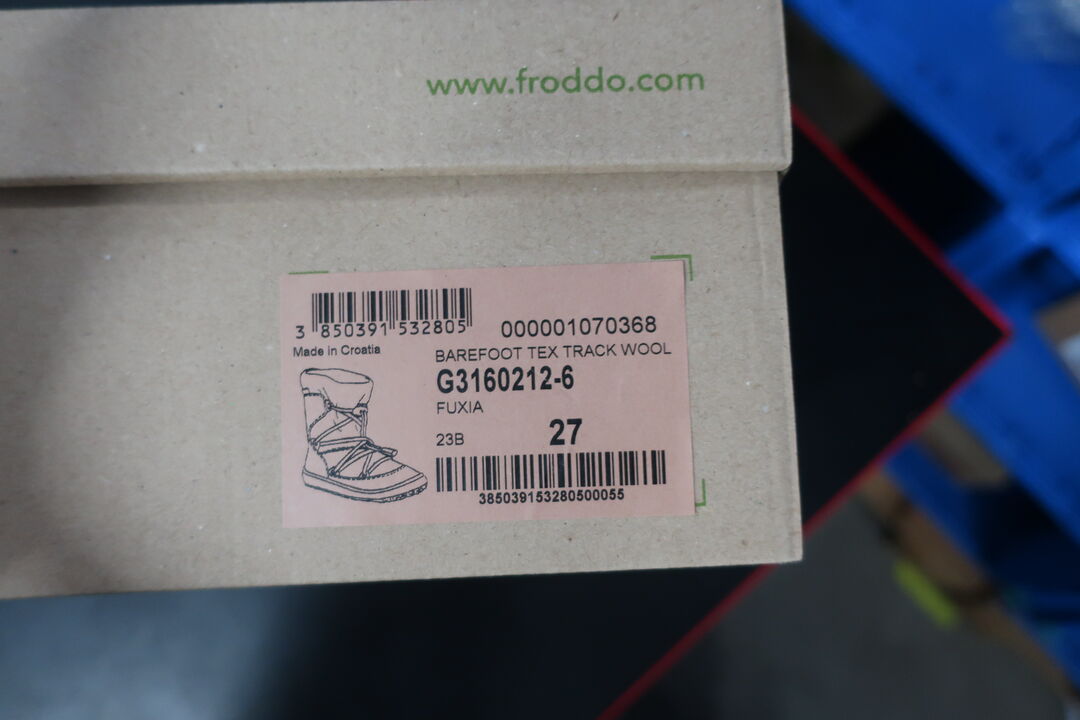 www.froddo.com
3 850391 532805
000001070368
Made in Croatia
BAREFOOT TEX TRACK WOOL
G3160212-6
FUXIA
23B
27
385039153280500055